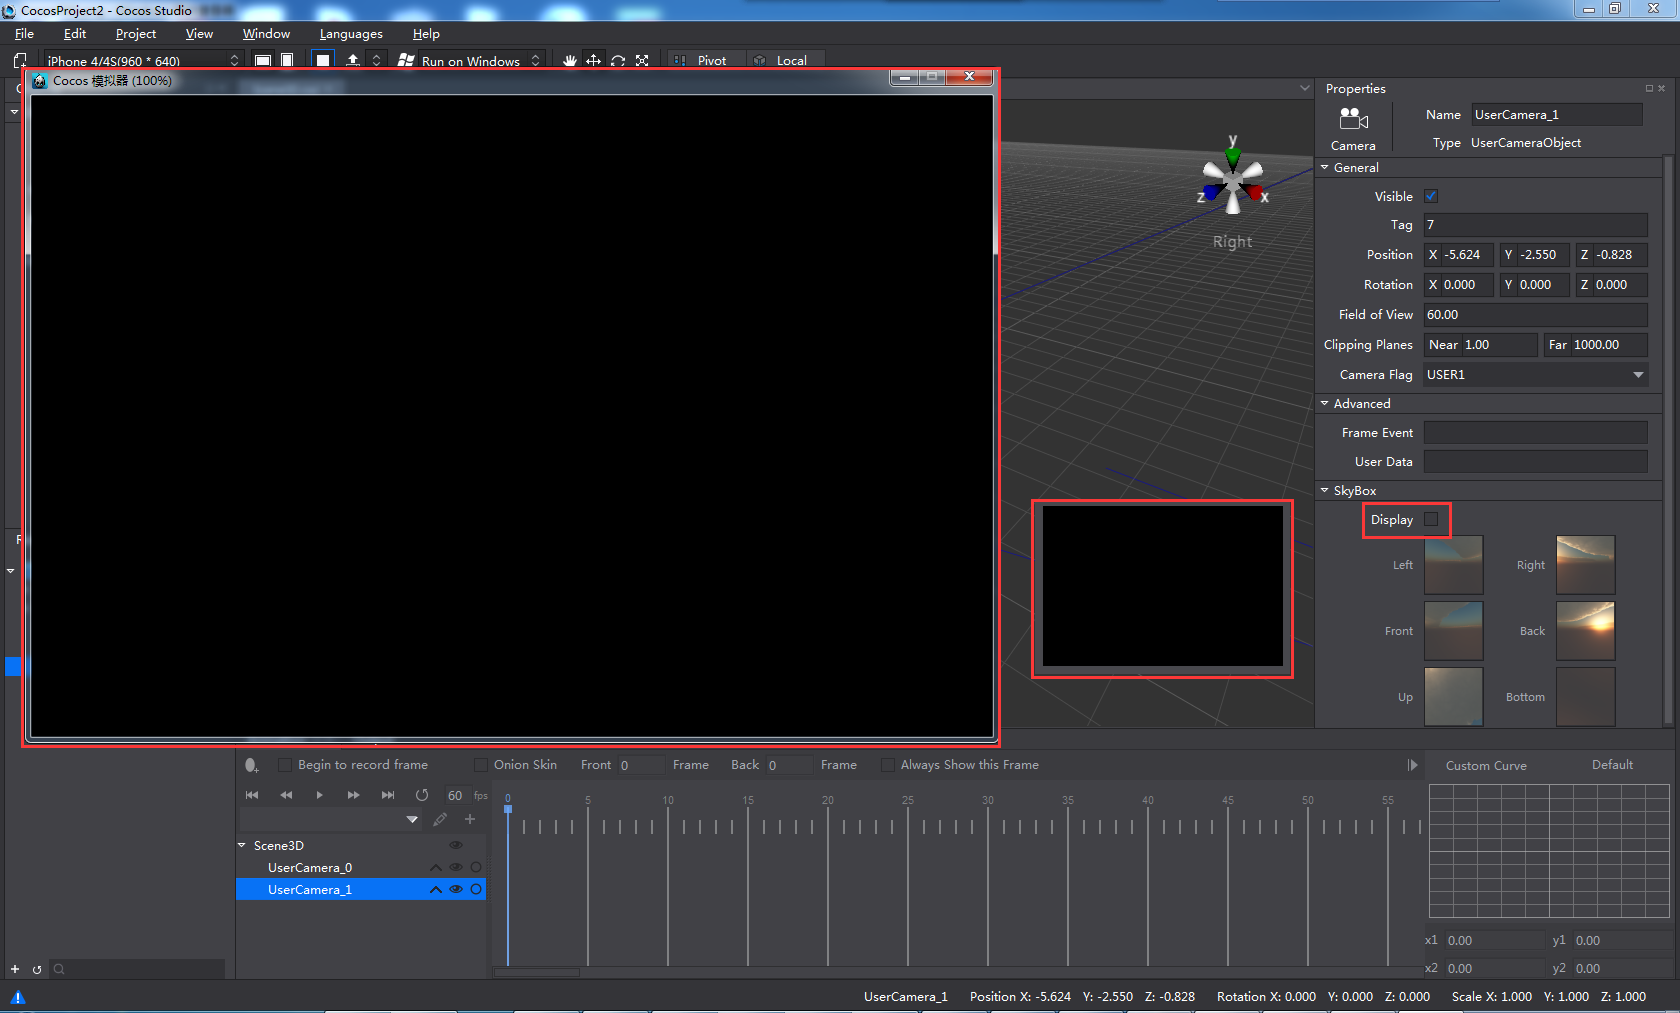 CocosProject2 - Cocos Studio
File Edit Project View Window Languages Help
iPhone 4/4S(960 * 640) Run on Windows Pivot Local
Cocos 模拟器 (100%)
y
z
x
Right
Properties
Camera
Name UserCamera_1
Type UserCameraObject
General
Visible
Tag 7
Position X -5.624 Y -2.550 Z -0.828
Rotation X 0.000 Y 0.000 Z 0.000
Field of View 60.00
Clipping Planes Near 1.00 Far 1000.00
Camera Flag USER1
Advanced
Frame Event
User Data
SkyBox
Display
Left Right
Front Back
Up Bottom
Begin to record frame Onion Skin Front 0 Frame Back 0 Frame Always Show this Frame
Custom Curve Default
60 fps
0 5 10 15 20 25 30 35 40 45 50 55
Scene3D
UserCamera_0
UserCamera_1
x1 0.00 y1 0.00
x2 0.00 y2 0.00
UserCamera_1 Position X: -5.624 Y: -2.550 Z: -0.828 Rotation X: 0.000 Y: 0.000 Z: 0.000 Scale X: 1.000 Y: 1.000 Z: 1.000